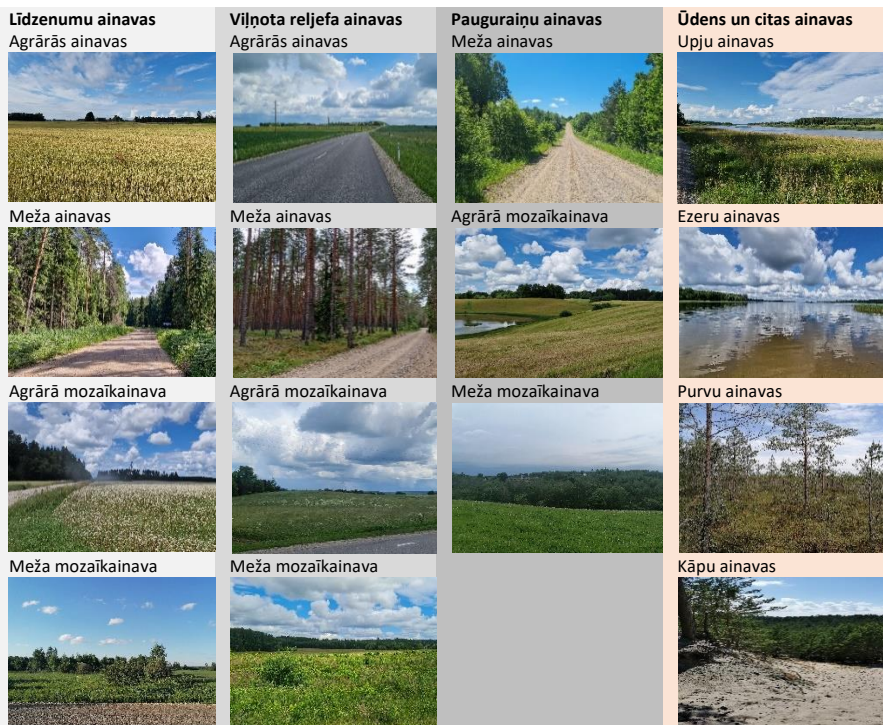 Līdzenumu ainavas
Agrārās ainavas
Meža ainavas
Agrārā mozaīkainava
Meža mozaīkainava
Viļņota reljefa ainavas
Agrārās ainavas
Meža ainavas
Agrārā mozaīkainava
Meža mozaīkainava
Pauguraiņu ainavas
Meža ainavas
Agrārā mozaīkainava
Meža mozaīkainava
Ūdens un citas ainavas
Upju ainavas
Ezeru ainavas
Purvu ainavas
Kāpu ainavas